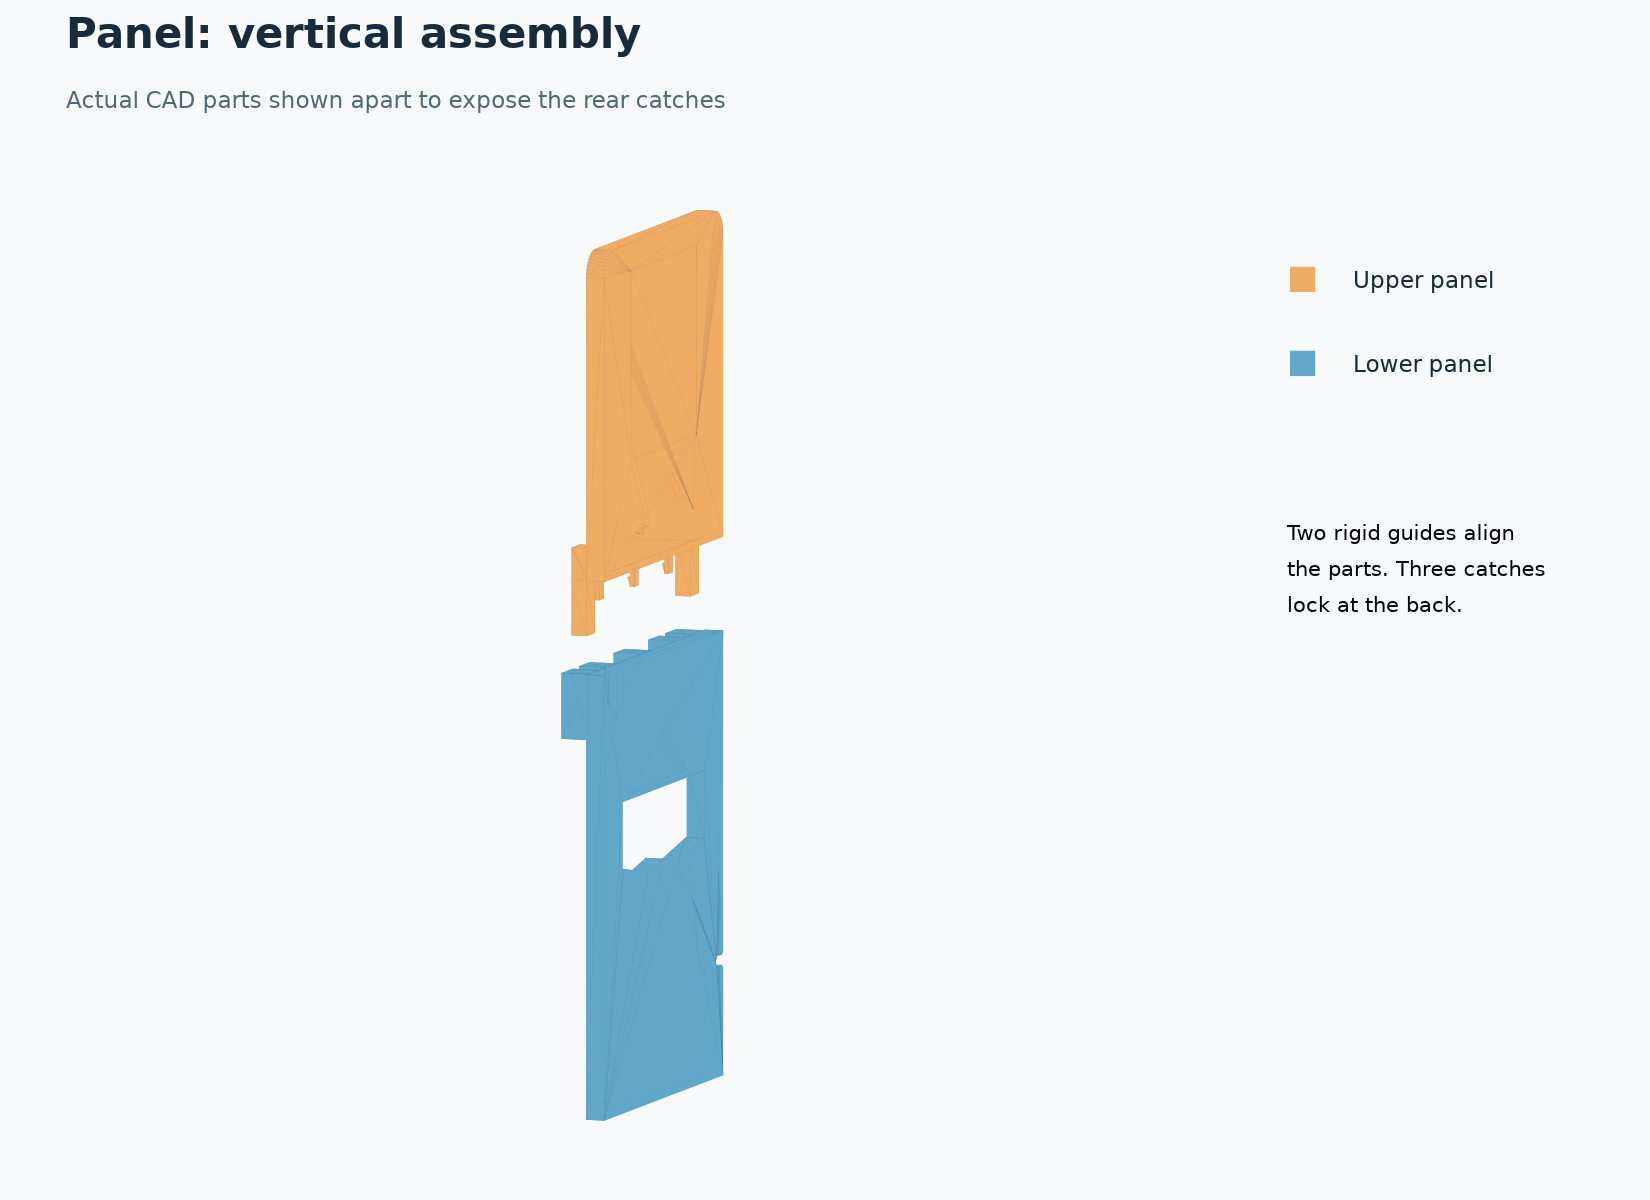 Panel: vertical assembly
Actual CAD parts shown apart to expose the rear catches
Upper panel
Lower panel
Two rigid guides align
the parts. Three catches
lock at the back.